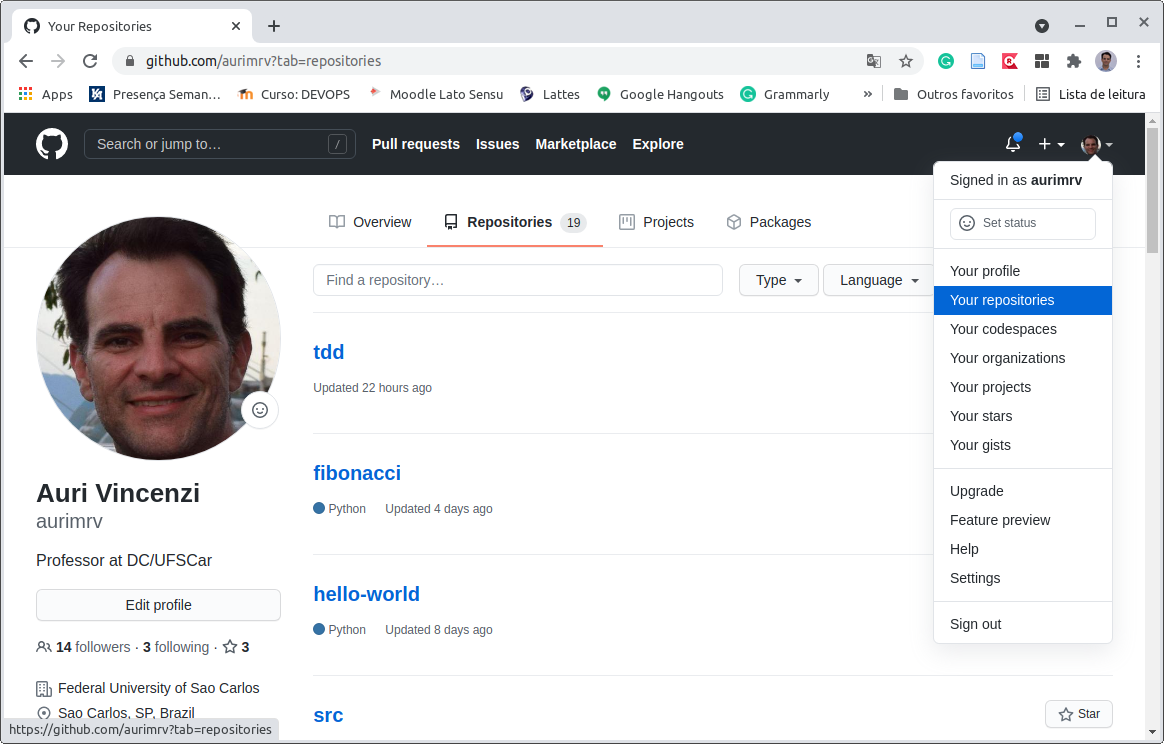 Your Repositories
github.com/aurimrv?tab=repositories
Apps
Presença Seman…
Curso: DEVOPS
Moodle Lato Sensu
Lattes
Google Hangouts
Grammarly
»
Outros favoritos
Lista de leitura
Search or jump to…
/
Pull requests
Issues
Marketplace
Explore
Signed in as aurimrv
Set status
Your profile
Your repositories
Your codespaces
Your organizations
Your projects
Your stars
Your gists
Upgrade
Feature preview
Help
Settings
Sign out
Overview
Repositories 19
Projects
Packages
Find a repository…
Type
Language
tdd
Updated 22 hours ago
fibonacci
Python Updated 4 days ago
hello-world
Python Updated 8 days ago
src
Star
Auri Vincenzi
aurimrv
Professor at DC/UFSCar
Edit profile
14 followers · 3 following · 3
Federal University of Sao Carlos
Sao Carlos, SP, Brazil
https://github.com/aurimrv?tab=repositories